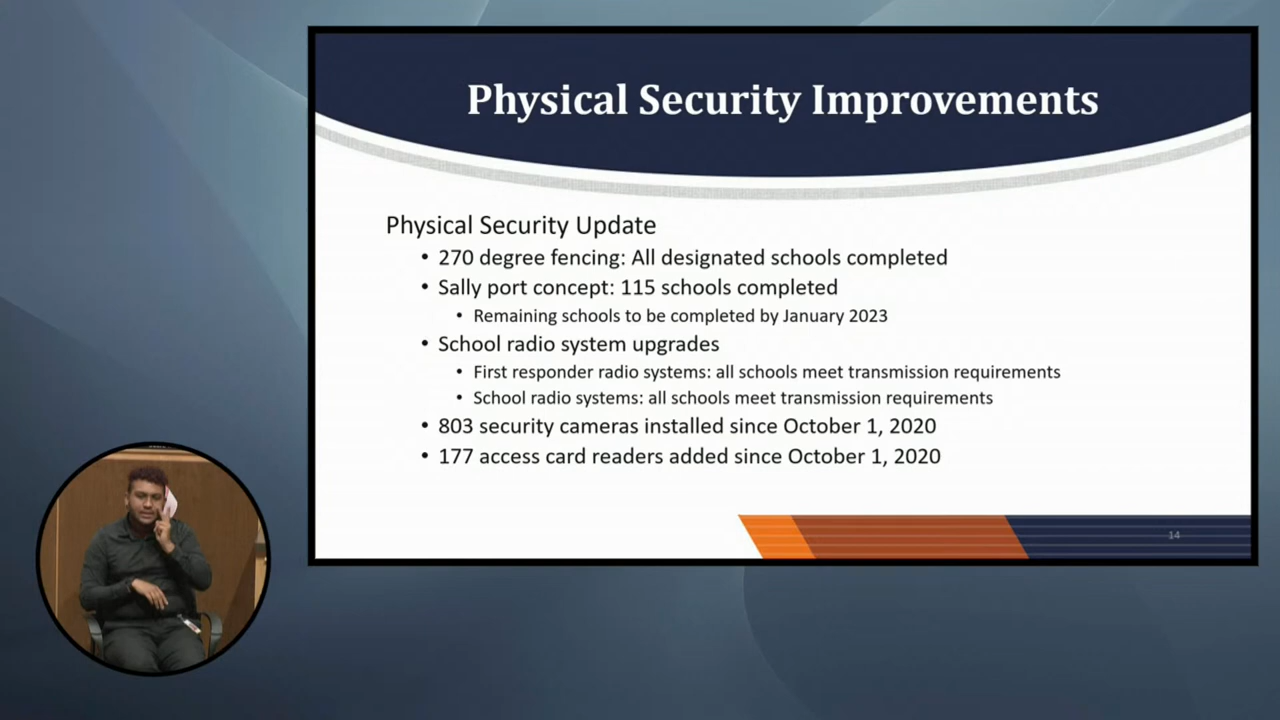 Physical Security Improvements
Physical Security Update
• 270 degree fencing: All designated schools completed
• Sally port concept: 115 schools completed
• Remaining schools to be completed by January 2023
• School radio system upgrades
• First responder radio systems: all schools meet transmission requirements
• School radio systems: all schools meet transmission requirements
• 803 security cameras installed since October 1, 2020
• 177 access card readers added since October 1, 2020
14